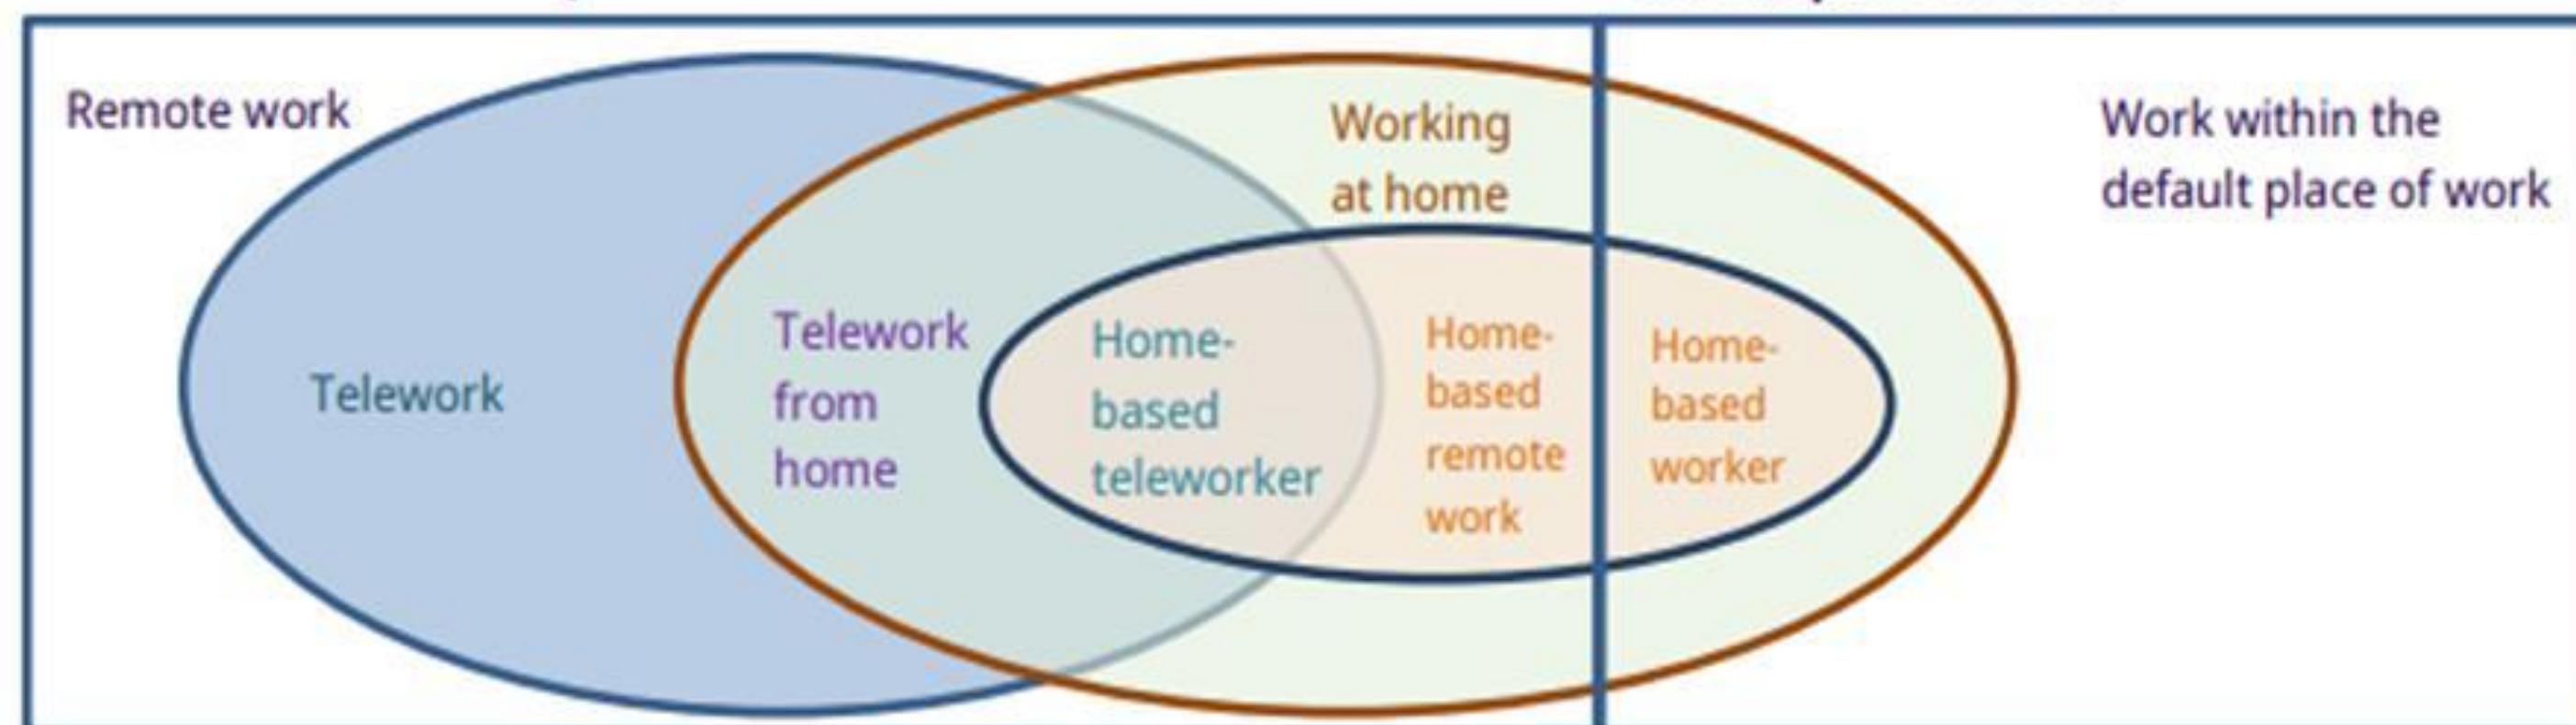 Remote work
Working
at home
Work within the
default place of work
Telework
Telework
from
home
Home-
based
teleworker
Home-
based
remote
work
Home-
based
worker